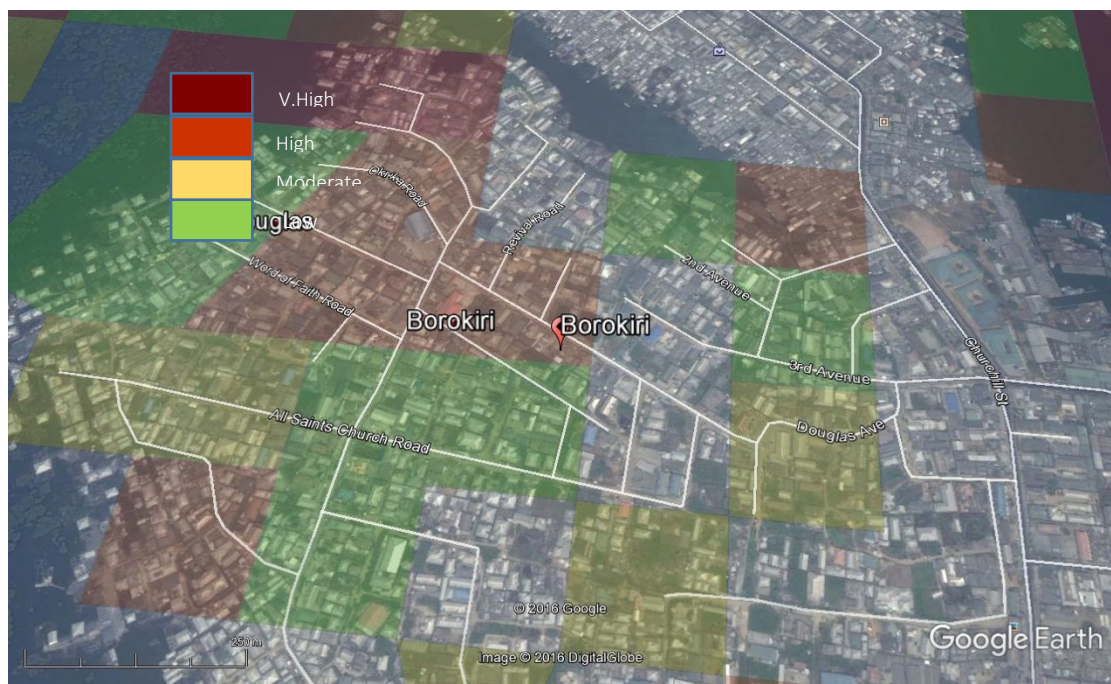 V.High
High
Moderate
Low
uglas
Okrika Road
Revival Road
Word of Faith Road
2nd Avenue
Borokiri
Borokiri
3rd Avenue
Churchill St
All Saints Church Road
Douglas Ave
© 2016 Google
250 m
Image © 2016 DigitalGlobe
Google Earth